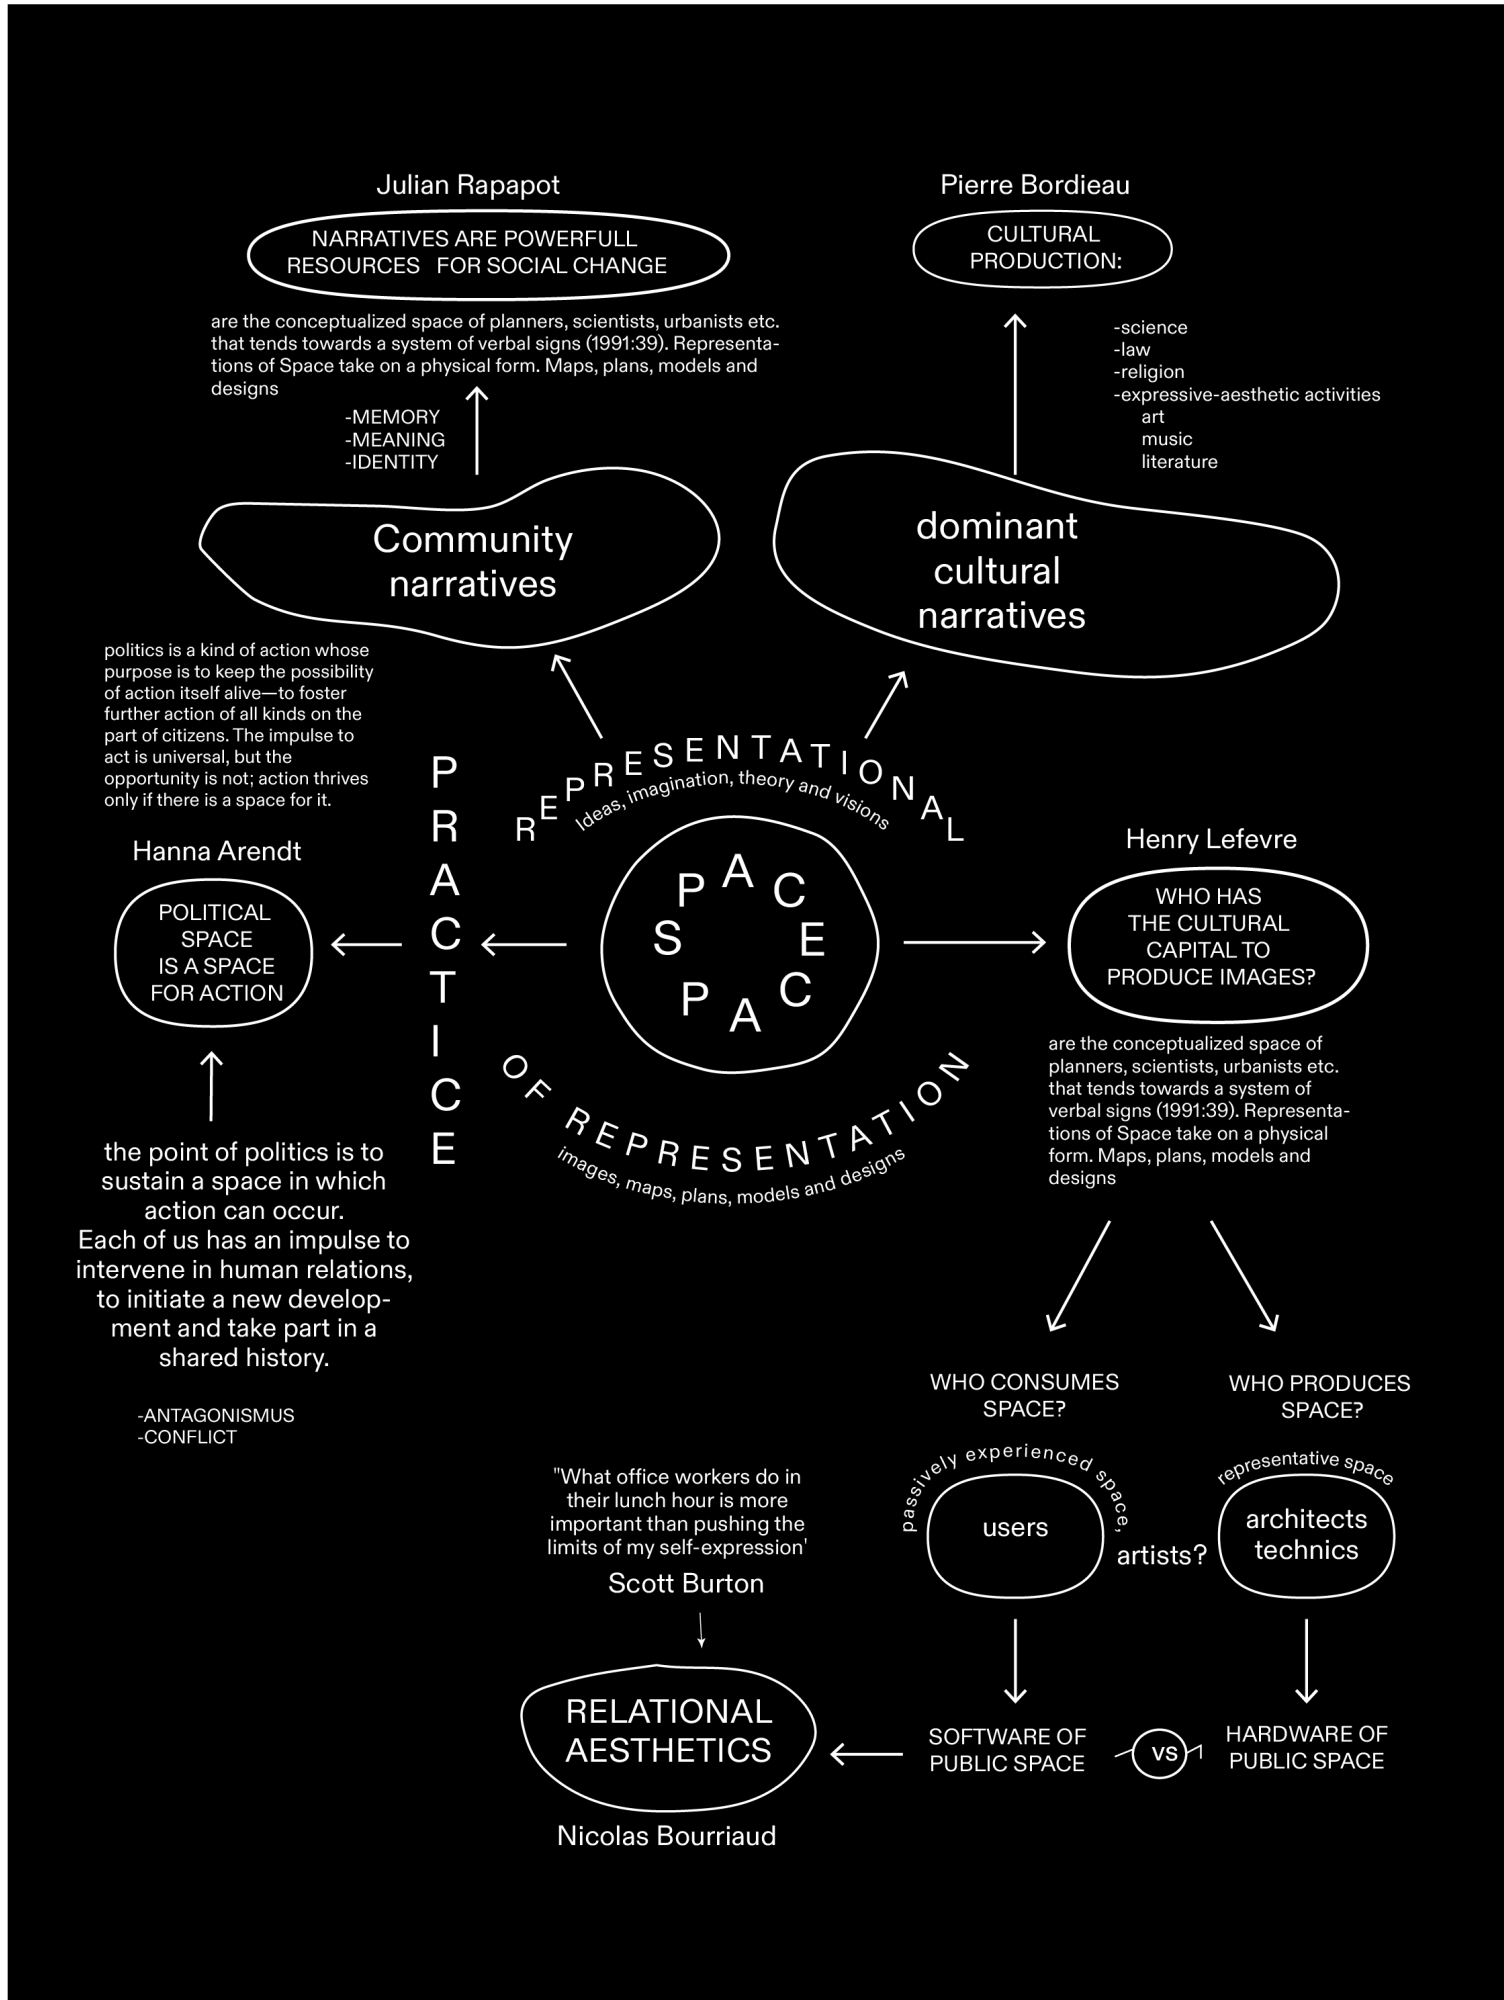 Julian Rapapot
NARRATIVES ARE POWERFULL
RESOURCES FOR SOCIAL CHANGE
are the conceptualized space of planners, scientists, urbanists etc.
that tends towards a system of verbal signs (1991:39). Representa-
tions of Space take on a physical form. Maps, plans, models and
designs
-MEMORY
-MEANING
-IDENTITY
Community
narratives
Pierre Bordieau
CULTURAL
PRODUCTION:
-science
-law
-religion
-expressive-aesthetic activities
art
music
literature
dominant
cultural
narratives
politics is a kind of action whose
purpose is to keep the possibility
of action itself alive—to foster
further action of all kinds on the
part of citizens. The impulse to
act is universal, but the
opportunity is not; action thrives
only if there is a space for it.
Hanna Arendt
POLITICAL
SPACE
IS A SPACE
FOR ACTION
the point of politics is to
sustain a space in which
action can occur.
Each of us has an impulse to
intervene in human relations,
to initiate a new develop-
ment and take part in a
shared history.
-ANTAGONISMUS
-CONFLICT
PRACTICE
REPRESENTATIONAL
Ideas, imagination, theory and visions
SPACECAP
OF REPRESENTATION
images, maps, plans, models and designs
Henry Lefevre
WHO HAS
THE CULTURAL
CAPITAL TO
PRODUCE IMAGES?
are the conceptualized space of
planners, scientists, urbanists etc.
that tends towards a system of
verbal signs (1991:39). Representa-
tions of Space take on a physical
form. Maps, plans, models and
designs
WHO CONSUMES
SPACE?
passively experienced space,
users
artists?
WHO PRODUCES
SPACE?
representative space
architects
technics
SOFTWARE OF
PUBLIC SPACE
VS
HARDWARE OF
PUBLIC SPACE
"What office workers do in
their lunch hour is more
important than pushing the
limits of my self-expression'
Scott Burton
RELATIONAL
AESTHETICS
Nicolas Bourriaud